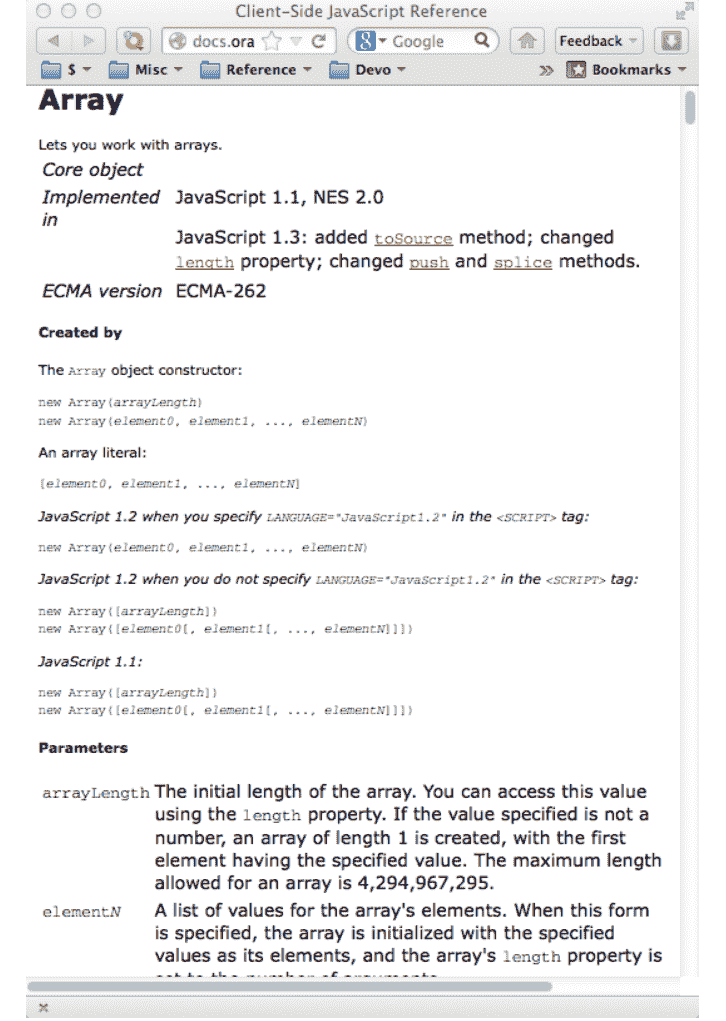 Client-Side JavaScript Reference
docs.ora Google Feedback
$ Misc Reference Devo » Bookmarks
Array
Lets you work with arrays.
Core object
Implemented JavaScript 1.1, NES 2.0
in
JavaScript 1.3: added toSource method; changed
length property; changed push and splice methods.
ECMA version ECMA-262
Created by
The Array object constructor:
new Array(arrayLength)
new Array(element0, element1, ..., elementN)
An array literal:
[element0, element1, ..., elementN]
JavaScript 1.2 when you specify LANGUAGE="JavaScript1.2" in the <SCRIPT> tag:
new Array(element0, element1, ..., elementN)
JavaScript 1.2 when you do not specify LANGUAGE="JavaScript1.2" in the <SCRIPT> tag:
new Array([arrayLength])
new Array([element0[, element1[, ..., elementN]]])
JavaScript 1.1:
new Array([arrayLength])
new Array([element0[, element1[, ..., elementN]]])
Parameters
arrayLength The initial length of the array. You can access this value
using the length property. If the value specified is not a
number, an array of length 1 is created, with the first
element having the specified value. The maximum length
allowed for an array is 4,294,967,295.
elementN A list of values for the array's elements. When this form
is specified, the array is initialized with the specified
values as its elements, and the array's length property is
set to the number of arguments.